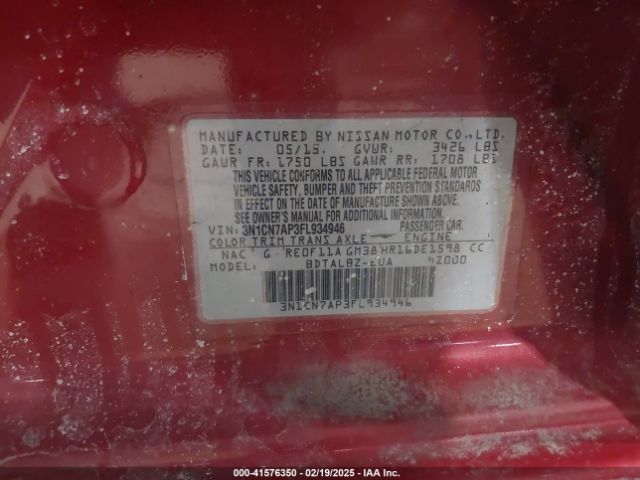 MANUFACTURED BY NISSAN MOTOR CO.,LTD.
DATE: 05/15. GVWR: 3426 LBS
GAWR FR: 1750 LBS GAWR RR: 1708 LBS
THIS VEHICLE CONFORMS TO ALL APPLICABLE FEDERAL MOTOR
VEHICLE SAFETY, BUMPER AND THEFT PREVENTION STANDARDS
IN EFFECT ON THE DATE OF MANUFACTURE SHOWN ABOVE.
SEE OWNER'S MANUAL FOR ADDITIONAL INFORMATION.
VIN: 3N1CN7AP3FL934946 PASSENGER CAR.
COLOR TRIM TRANS AXLE ENGINE
NAC G RE0F11A GM38 HR16DE1598 CC
MODEL: BDTALBZ-EUA
3N1CN7AP3FL934946
000-41576350 - 02/19/2025 - IAA Inc.